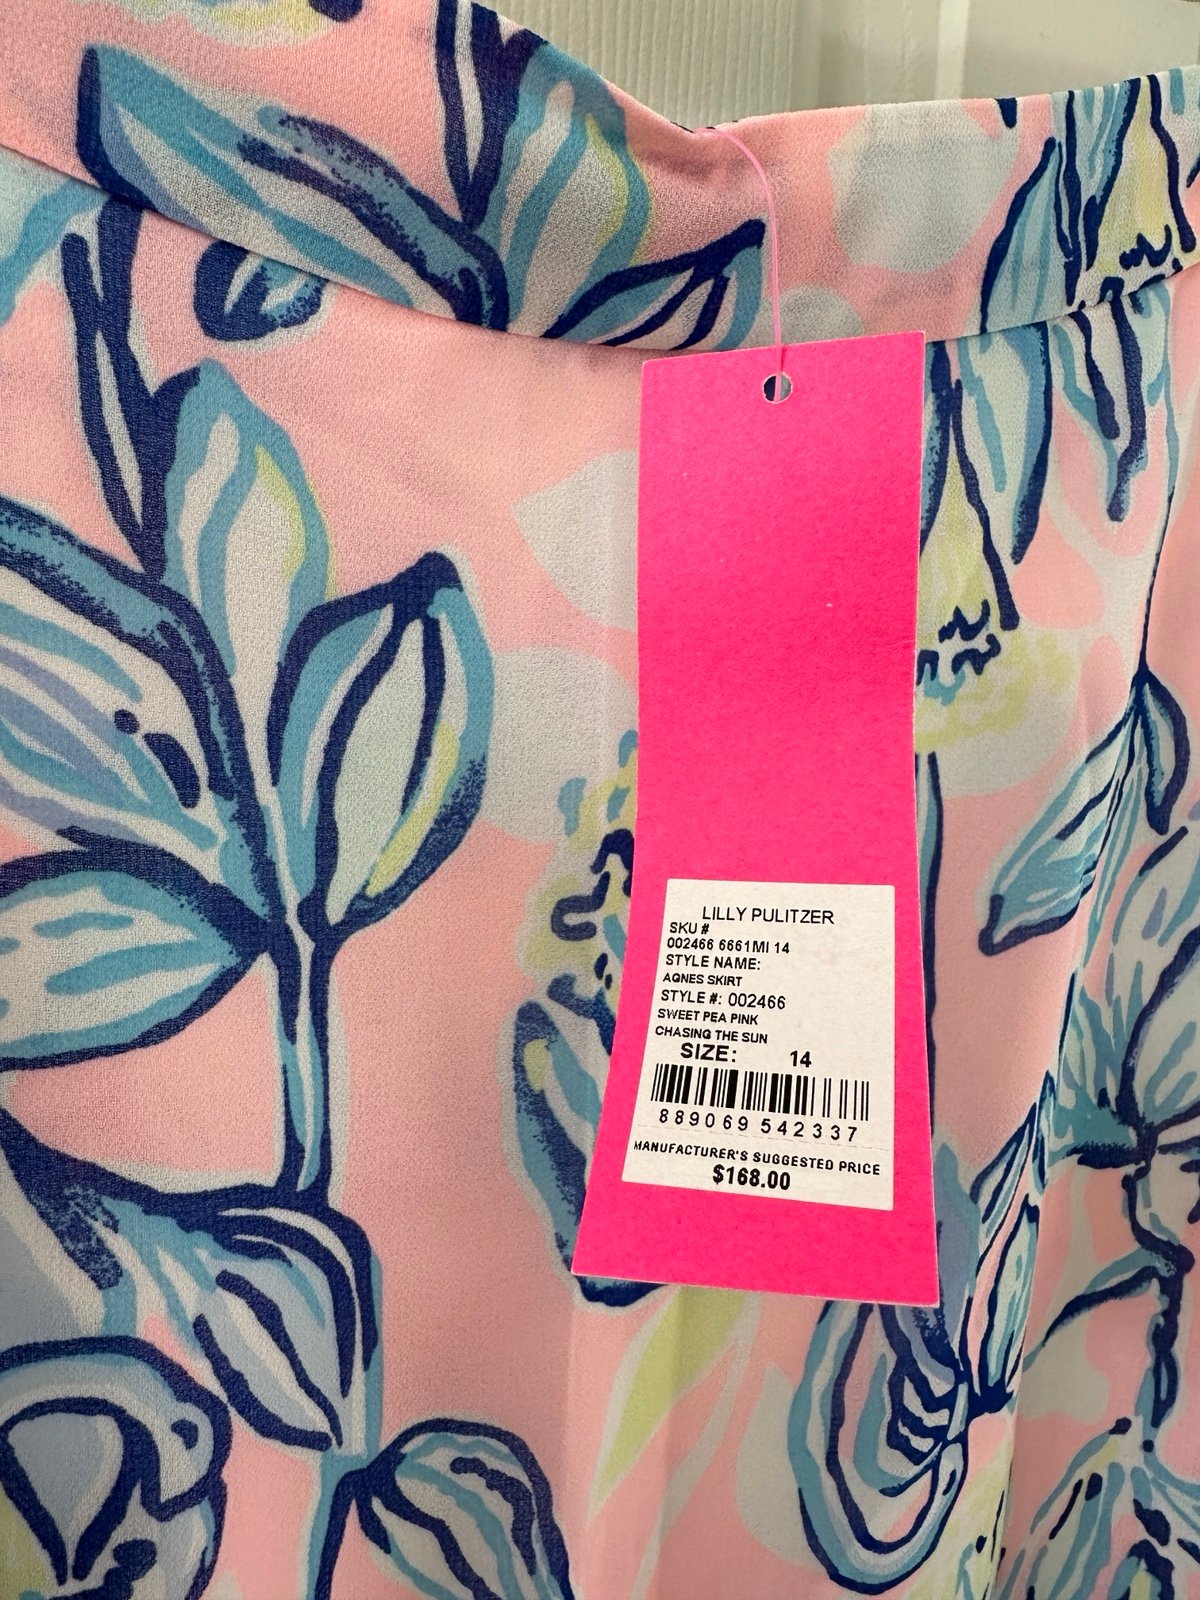 LILLY PULITZER
SKU #
002466 6661MI 14
STYLE NAME:
AGNES SKIRT
STYLE #: 002466
SWEET PEA PINK
CHASING THE SUN
SIZE: 14
889069 542337
MANUFACTURER'S SUGGESTED PRICE
$168.00